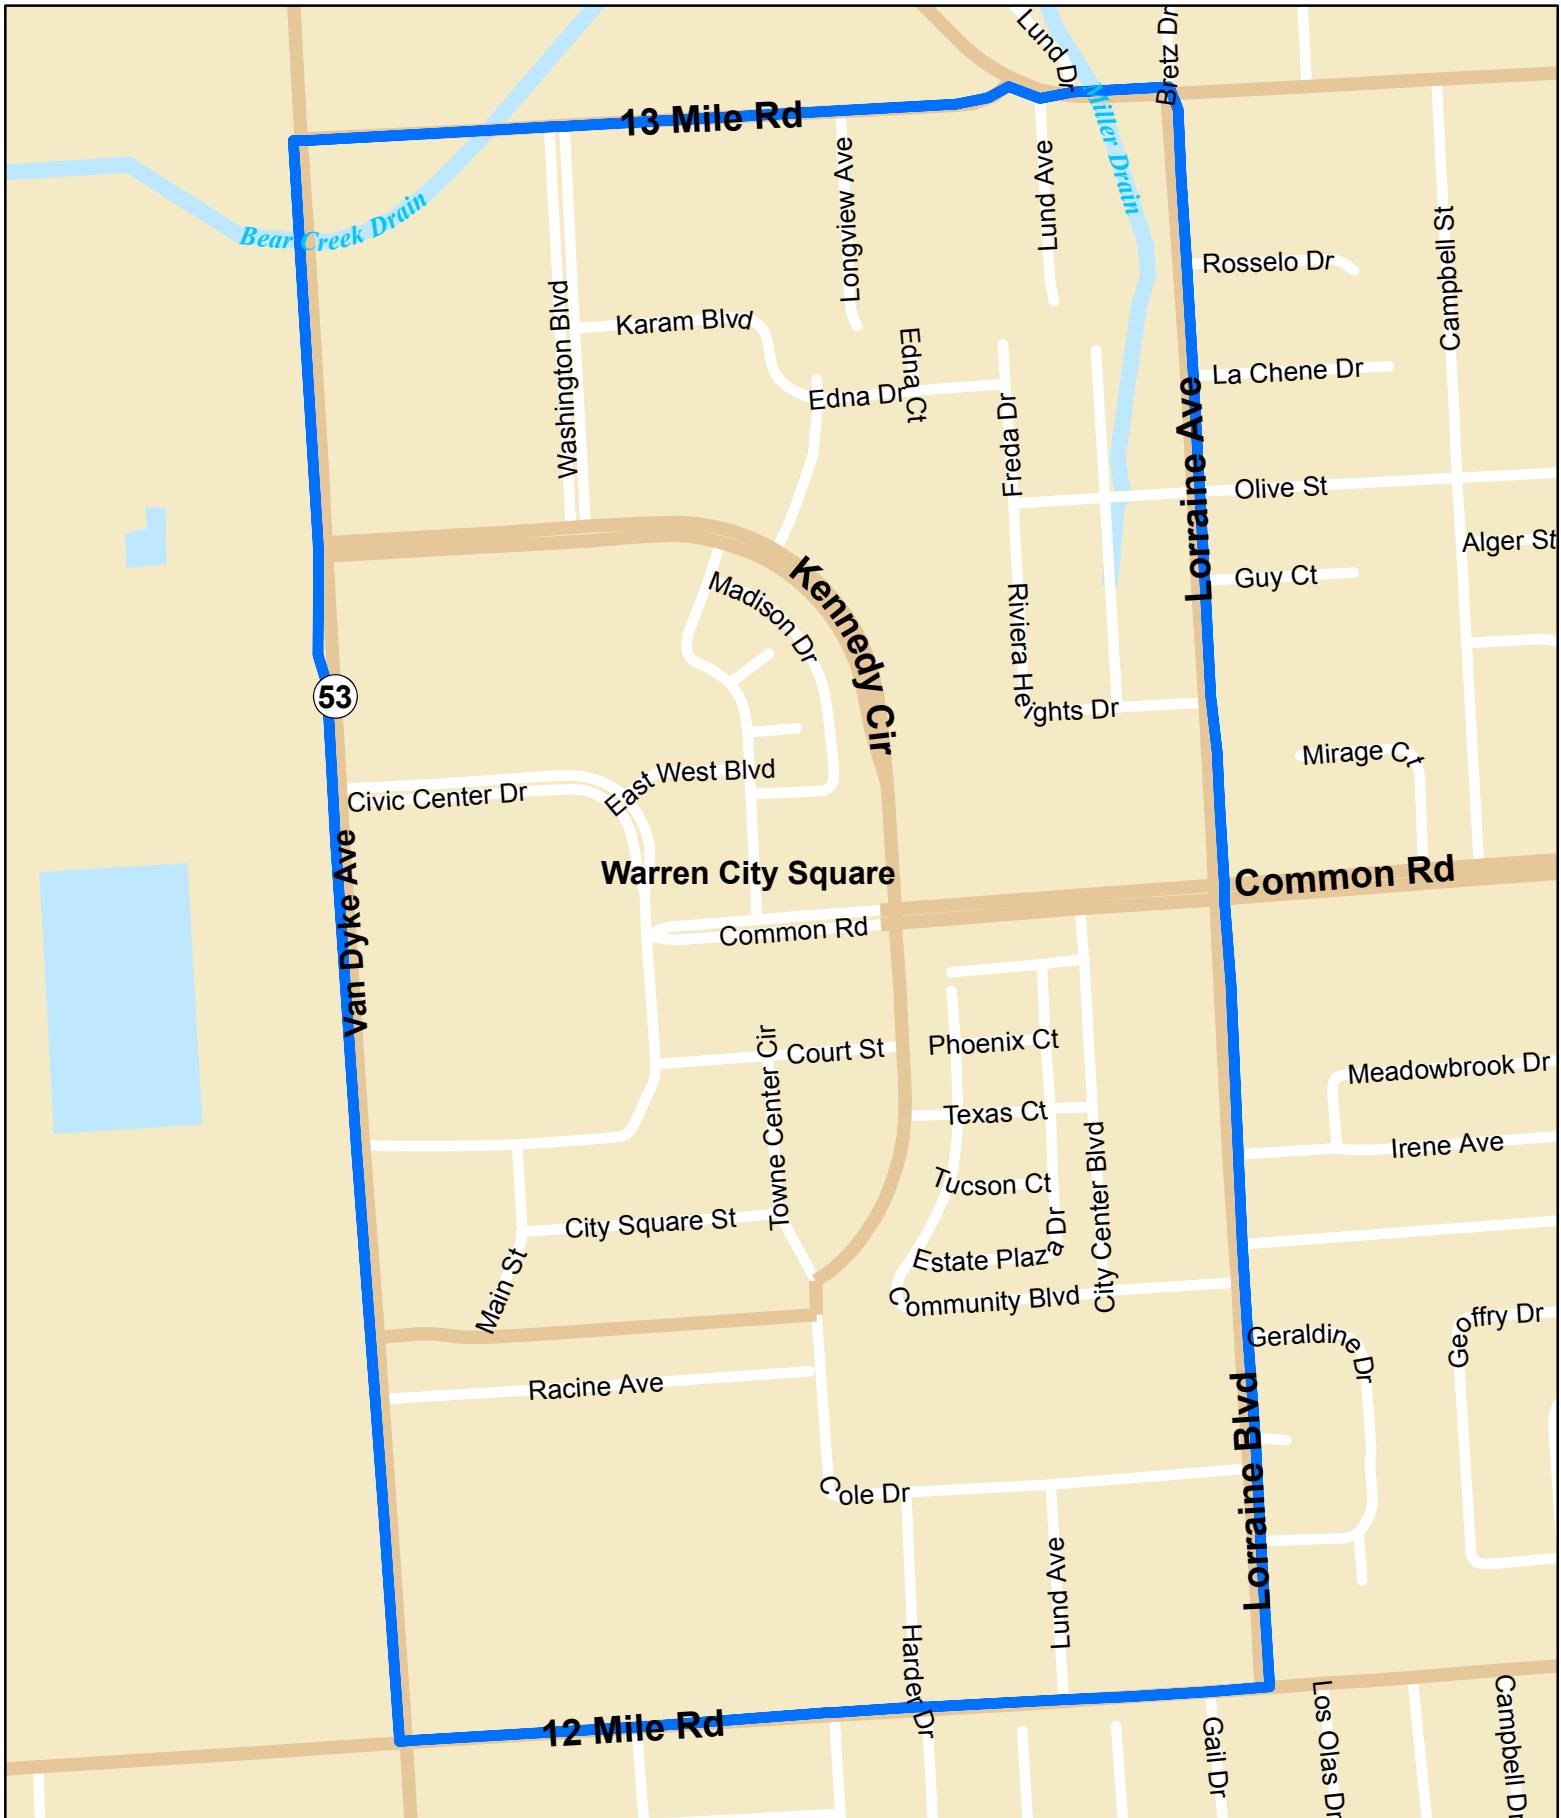 Lund Dr
Bretz Dr
13 Mile Rd
Miller Drain
Longview Ave
Lund Ave
Bear Creek Drain
Rosselo Dr
Campbell St
Washington Blvd
Karam Blvd
Edna Ct
Edna Dr
La Chene Dr
Freda Dr
Lorraine Ave
Olive St
Alger St
Guy Ct
Kennedy Cir
Madison Dr
Riviera Heights Dr
53
Mirage Ct
East West Blvd
Civic Center Dr
Van Dyke Ave
Warren City Square
Common Rd
Common Rd
Towne Center Cir
Court St
Phoenix Ct
Meadowbrook Dr
Texas Ct
Irene Ave
City Center Blvd
Tucson Ct
City Square St
Estate Plaza Dr
Main St
Community Blvd
Geraldine Dr
Geoffry Dr
Racine Ave
Lorraine Blvd
Cole Dr
Lund Ave
Harder Dr
12 Mile Rd
Gail Dr
Los Olas Dr
Campbell Dr